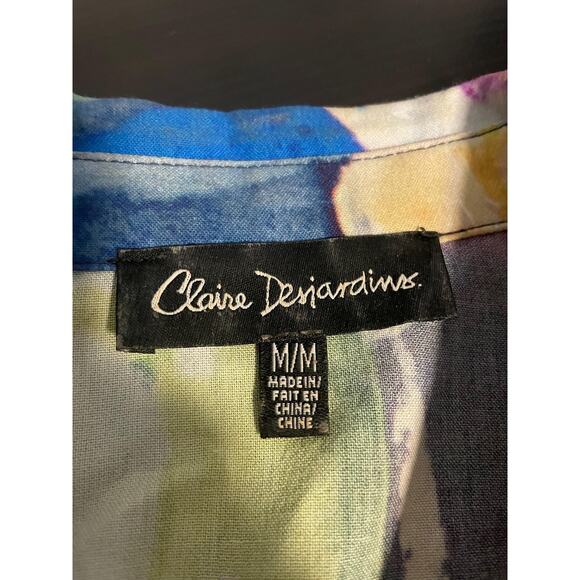 Claire Desjardins.
M/M
MADE IN/
FAIT EN
CHINA/
CHINE